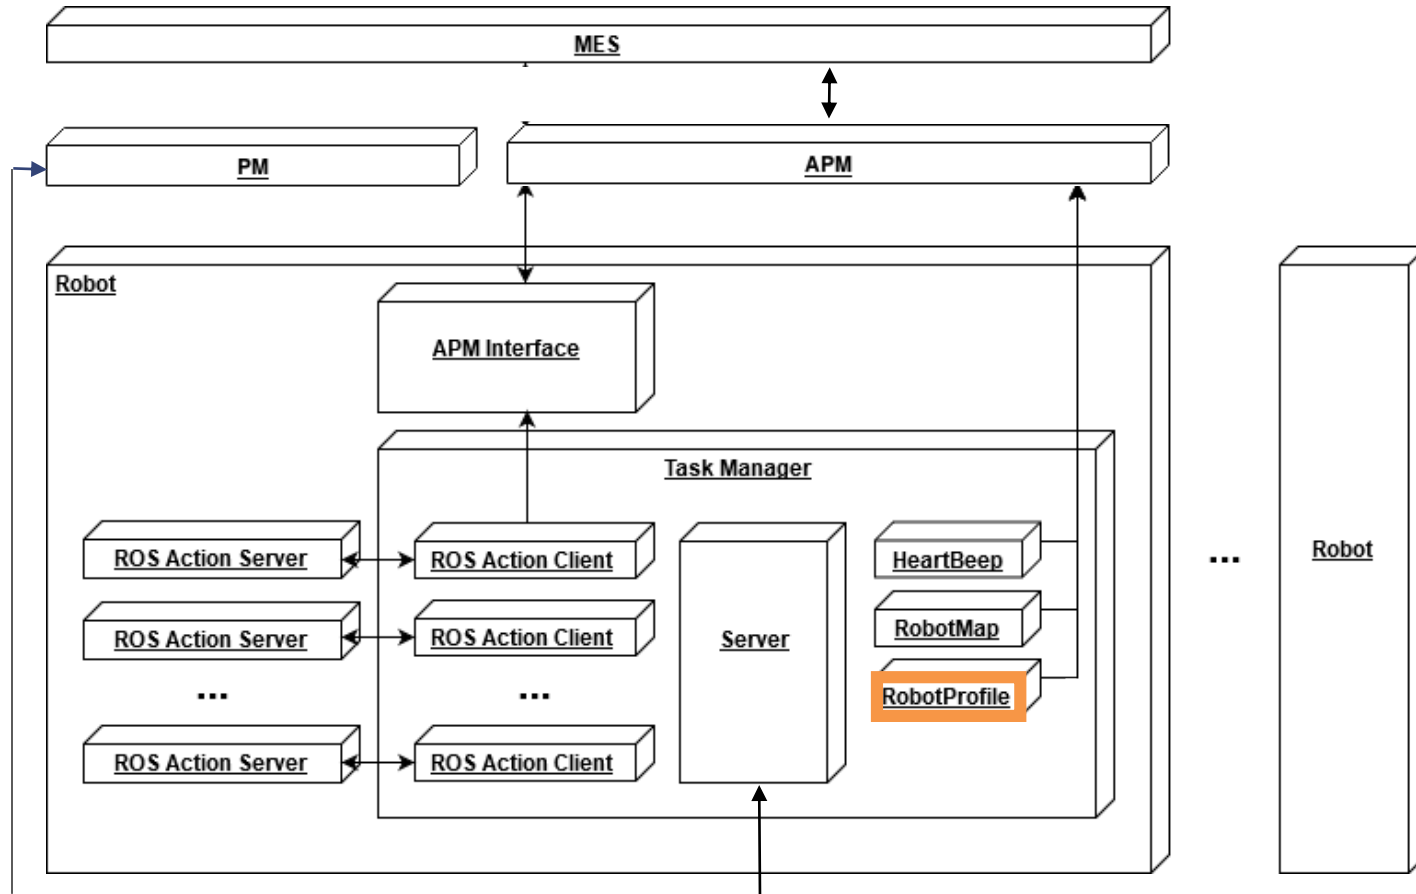 MES
PM
APM
Robot
APM Interface
Task Manager
ROS Action Server
ROS Action Client
HeartBeep
ROS Action Server
ROS Action Client
Server
RobotMap
...
...
RobotProfile
ROS Action Server
ROS Action Client
...
Robot